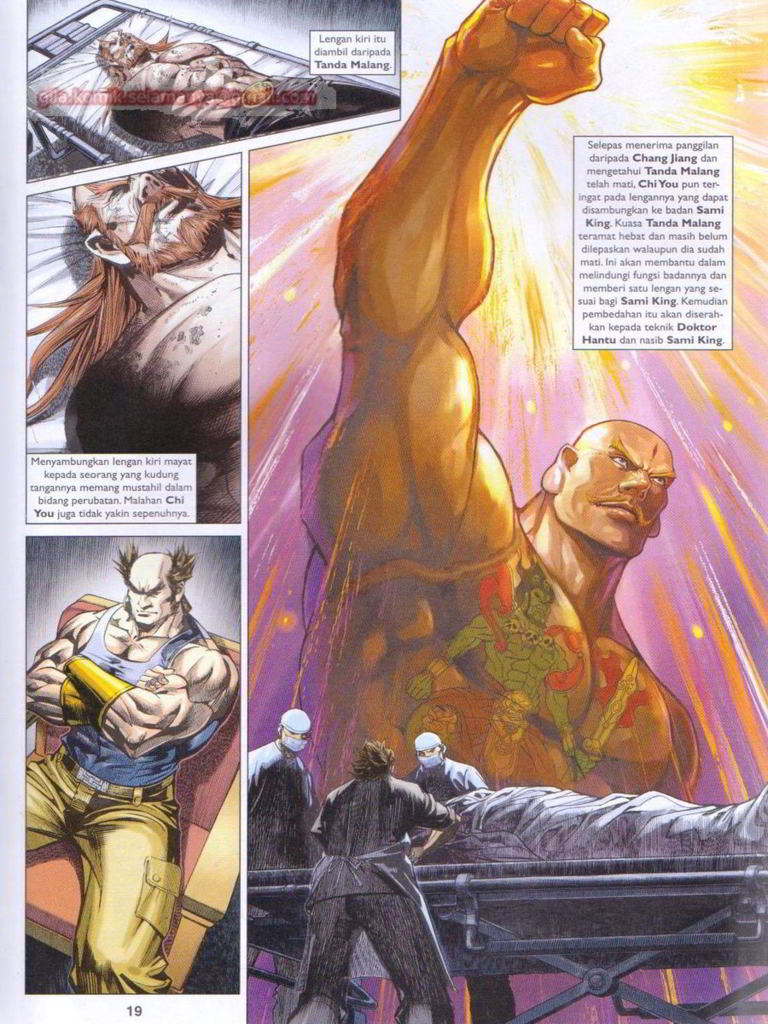 Lengan kiri itu
diambil daripada
Tanda Malang.
Menyambungkan lengan kiri mayat
kepada seorang yang kudung
tangannya memang mustahil dalam
bidang perubatan. Malahan Chi
You juga tidak yakin sepenuhnya.
Selepas menerima panggilan
daripada Chang Jiang dan
mengetahui Tanda Malang
telah mati, Chi You pun ter-
ingat pada lengannya yang dapat
disambungkan ke badan Sami
King. Kuasa Tanda Malang
teramat hebat dan masih belum
dilepaskan walaupun dia sudah
mati. Ini akan membantu dalam
melindungi fungsi badannya dan
memberi satu lengan yang se-
suai bagi Sami King. Kemudian
pembedahan itu akan diserah-
kan kepada teknik Doktor
Hantu dan nasib Sami King.
19